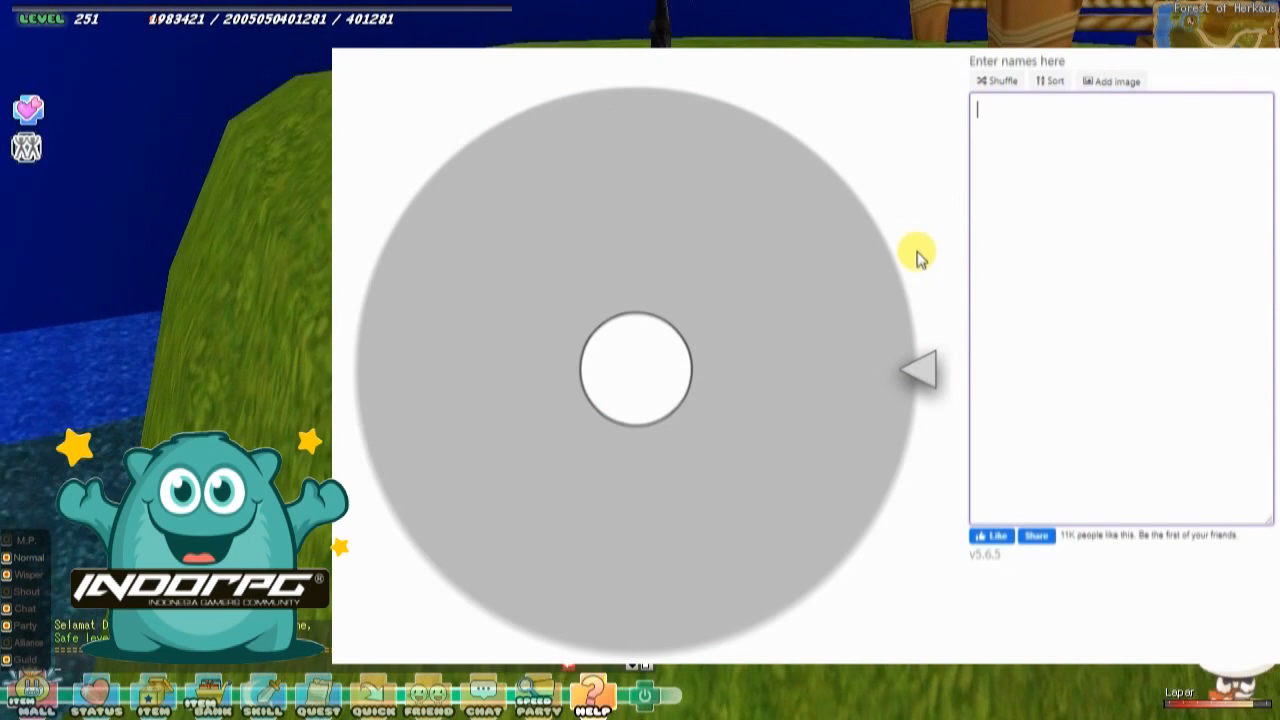 LEVEL 251 1983421 / 2005050401281 / 401281
Forest of Herkaus
Enter names here
Shuffle Sort Add image
11K people like this. Be the first of your friends.
Like Share
v5.6.5
M.P.
Normal
Wisper
Shout
Chat
Party
Alliance
Guild
INDORPG®
INDONESIA GAMERS COMMUNITY
Selamat
Safe
ITEM MALL STATUS ITEM ITEM BANK SKILL QUEST QUICK FRIEND CHAT SPEED PARTY HELP
Lapar